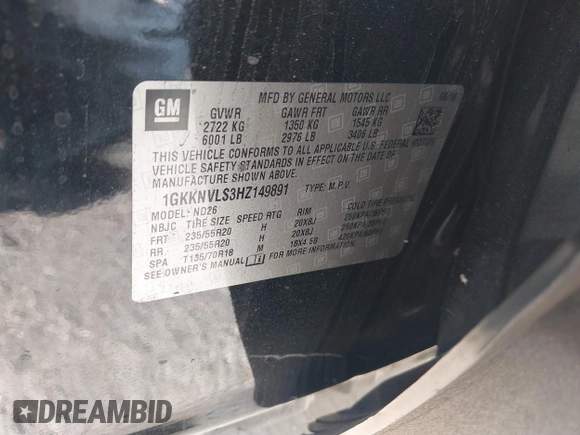 GM
MFD BY GENERAL MOTORS LLC
GVWR GAWR FRT GAWR RR
2722 KG 1350 KG 1545 KG
6001 LB 2976 LB 3406 LB
THIS VEHICLE CONFORMS TO ALL APPLICABLE U.S. FEDERAL MOTOR
VEHICLE SAFETY STANDARDS IN EFFECT ON THE DATE OF
MANUFACTURE SHOWN ABOVE.
1GKKNVLS3HZ149891 TYPE: M.P.V.
MODEL: ND26
NBJC TIRE SIZE SPEED RTG RIM COLD TIRE PRESSURE
FRT 235/55R20 H 20X8J
RR 235/55R20 H 20X8J
SPA T135/70R18 M 18X4.5B
SEE OWNER'S MANUAL FOR MORE INFORMATION
DREAMBID